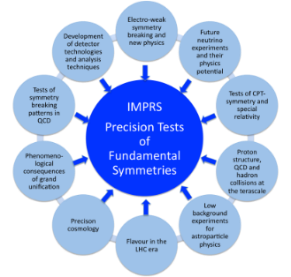 Electro-weak
symmetry
breaking and
new physics
Future
neutrino
experiments
and their
physics
potential
Tests of CPT-
symmetry and
special
relativity
Proton
structure,
QCD and
hadron
collisions at
the terascale
Low
background
experiments
for
astroparticle
physics
Flavour in the
LHC era
Precison
cosmology
Phenomeno-
logical
consequences
of grand
unification
Tests of
symmetry
breaking
patterns in
QCD
Development
of detector
technologies
and analysis
techniques
IMPRS
Precision Tests
of
Fundamental
Symmetries